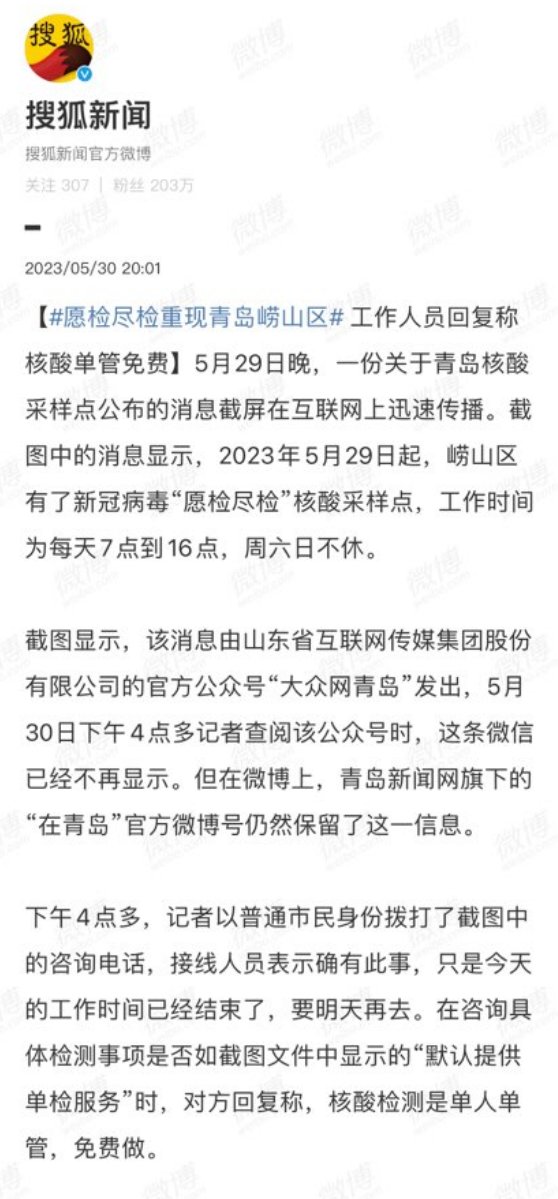 搜狐
搜狐新闻
搜狐新闻官方微博
关注 307 | 粉丝 203万
2023/05/30 20:01
【#愿检尽检重现青岛崂山区# 工作人员回复称
核酸单管免费】5月29日晚，一份关于青岛核酸
采样点公布的消息截屏在互联网上迅速传播。截
图中的消息显示，2023年5月29日起，崂山区
有了新冠病毒“愿检尽检”核酸采样点，工作时间
为每天7点到16点，周六日不休。
截图显示，该消息由山东省互联网传媒集团股份
有限公司的官方公众号“大众网青岛”发出，5月
30日下午4点多记者查阅该公众号时，这条微信
已经不再显示。但在微博上，青岛新闻网旗下的
“在青岛”官方微博号仍然保留了这一信息。
下午4点多，记者以普通市民身份拨打了截图中
的咨询电话，接线人员表示确有此事，只是今天
的工作时间已经结束了，要明天再去。在咨询具
体检测事项是否如截图文件中显示的“默认提供
单检服务”时，对方回复称，核酸检测是单人单
管，免费做。